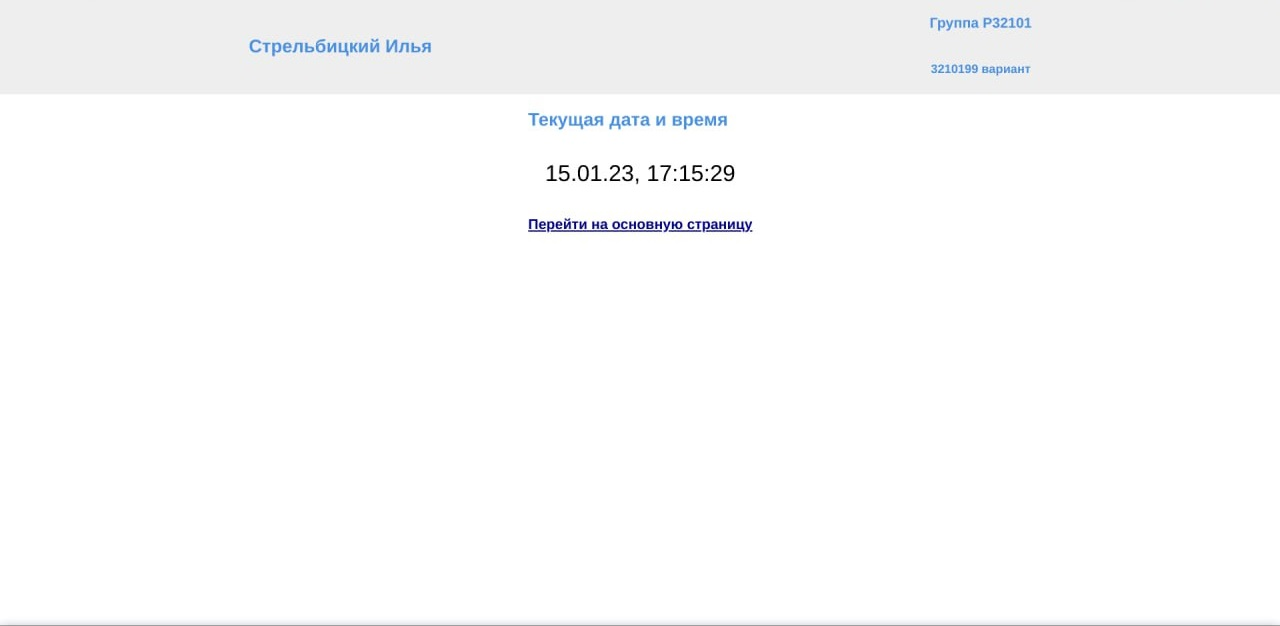 Стрельбицкий Илья
Группа P32101
3210199 вариант
Текущая дата и время
15.01.23, 17:15:29
Перейти на основную страницу